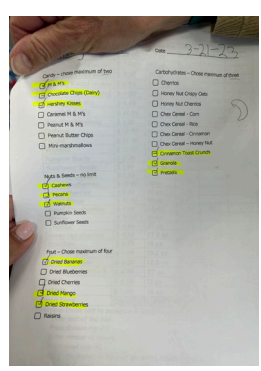 Date 3-21-23
Candy – chose maximum of two
M & M's
Chocolate Chips (Dairy)
Hershey Kisses
Caramel M & M's
Peanut M & M's
Peanut Butter Chips
Mini-marshmallows
Nuts & Seeds – no limit
Cashews
Pecans
Walnuts
Pumpkin Seeds
Sunflower Seeds
Fruit – Chose maximum of four
Dried Bananas
Dried Blueberries
Dried Cherries
Dried Mango
Dried Strawberries
Raisins
Carbohydrates – Chose maximum of three
Cheerios
Honey Nut Crispy Oats
Honey Nut Cheerios
Chex Cereal - Corn
Chex Cereal - Rice
Chex Cereal - Cinnamon
Chex Cereal – Honey Nut
Cinnamon Toast Crunch
Granola
Pretzels